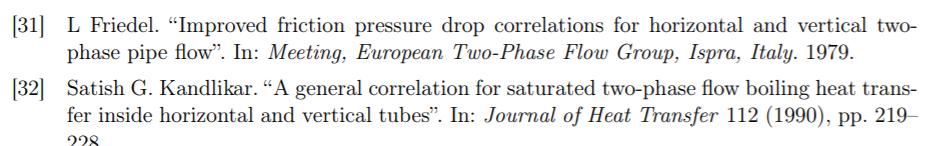 [31] L Friedel. “Improved friction pressure drop correlations for horizontal and vertical two-
phase pipe flow”. In: Meeting, European Two-Phase Flow Group, Ispra, Italy. 1979.
[32] Satish G. Kandlikar. “A general correlation for saturated two-phase flow boiling heat trans-
fer inside horizontal and vertical tubes”. In: Journal of Heat Transfer 112 (1990), pp. 219–
228